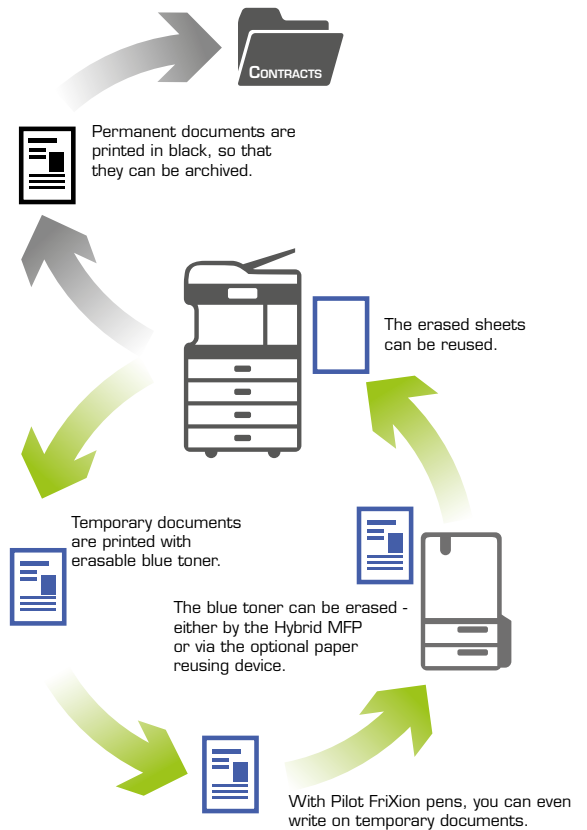 CONTRACTS
Permanent documents are
printed in black, so that
they can be archived.
The erased sheets
can be reused.
Temporary documents
are printed with
erasable blue toner.
The blue toner can be erased -
either by the Hybrid MFP
or via the optional paper
reusing device.
With Pilot FriXion pens, you can even
write on temporary documents.